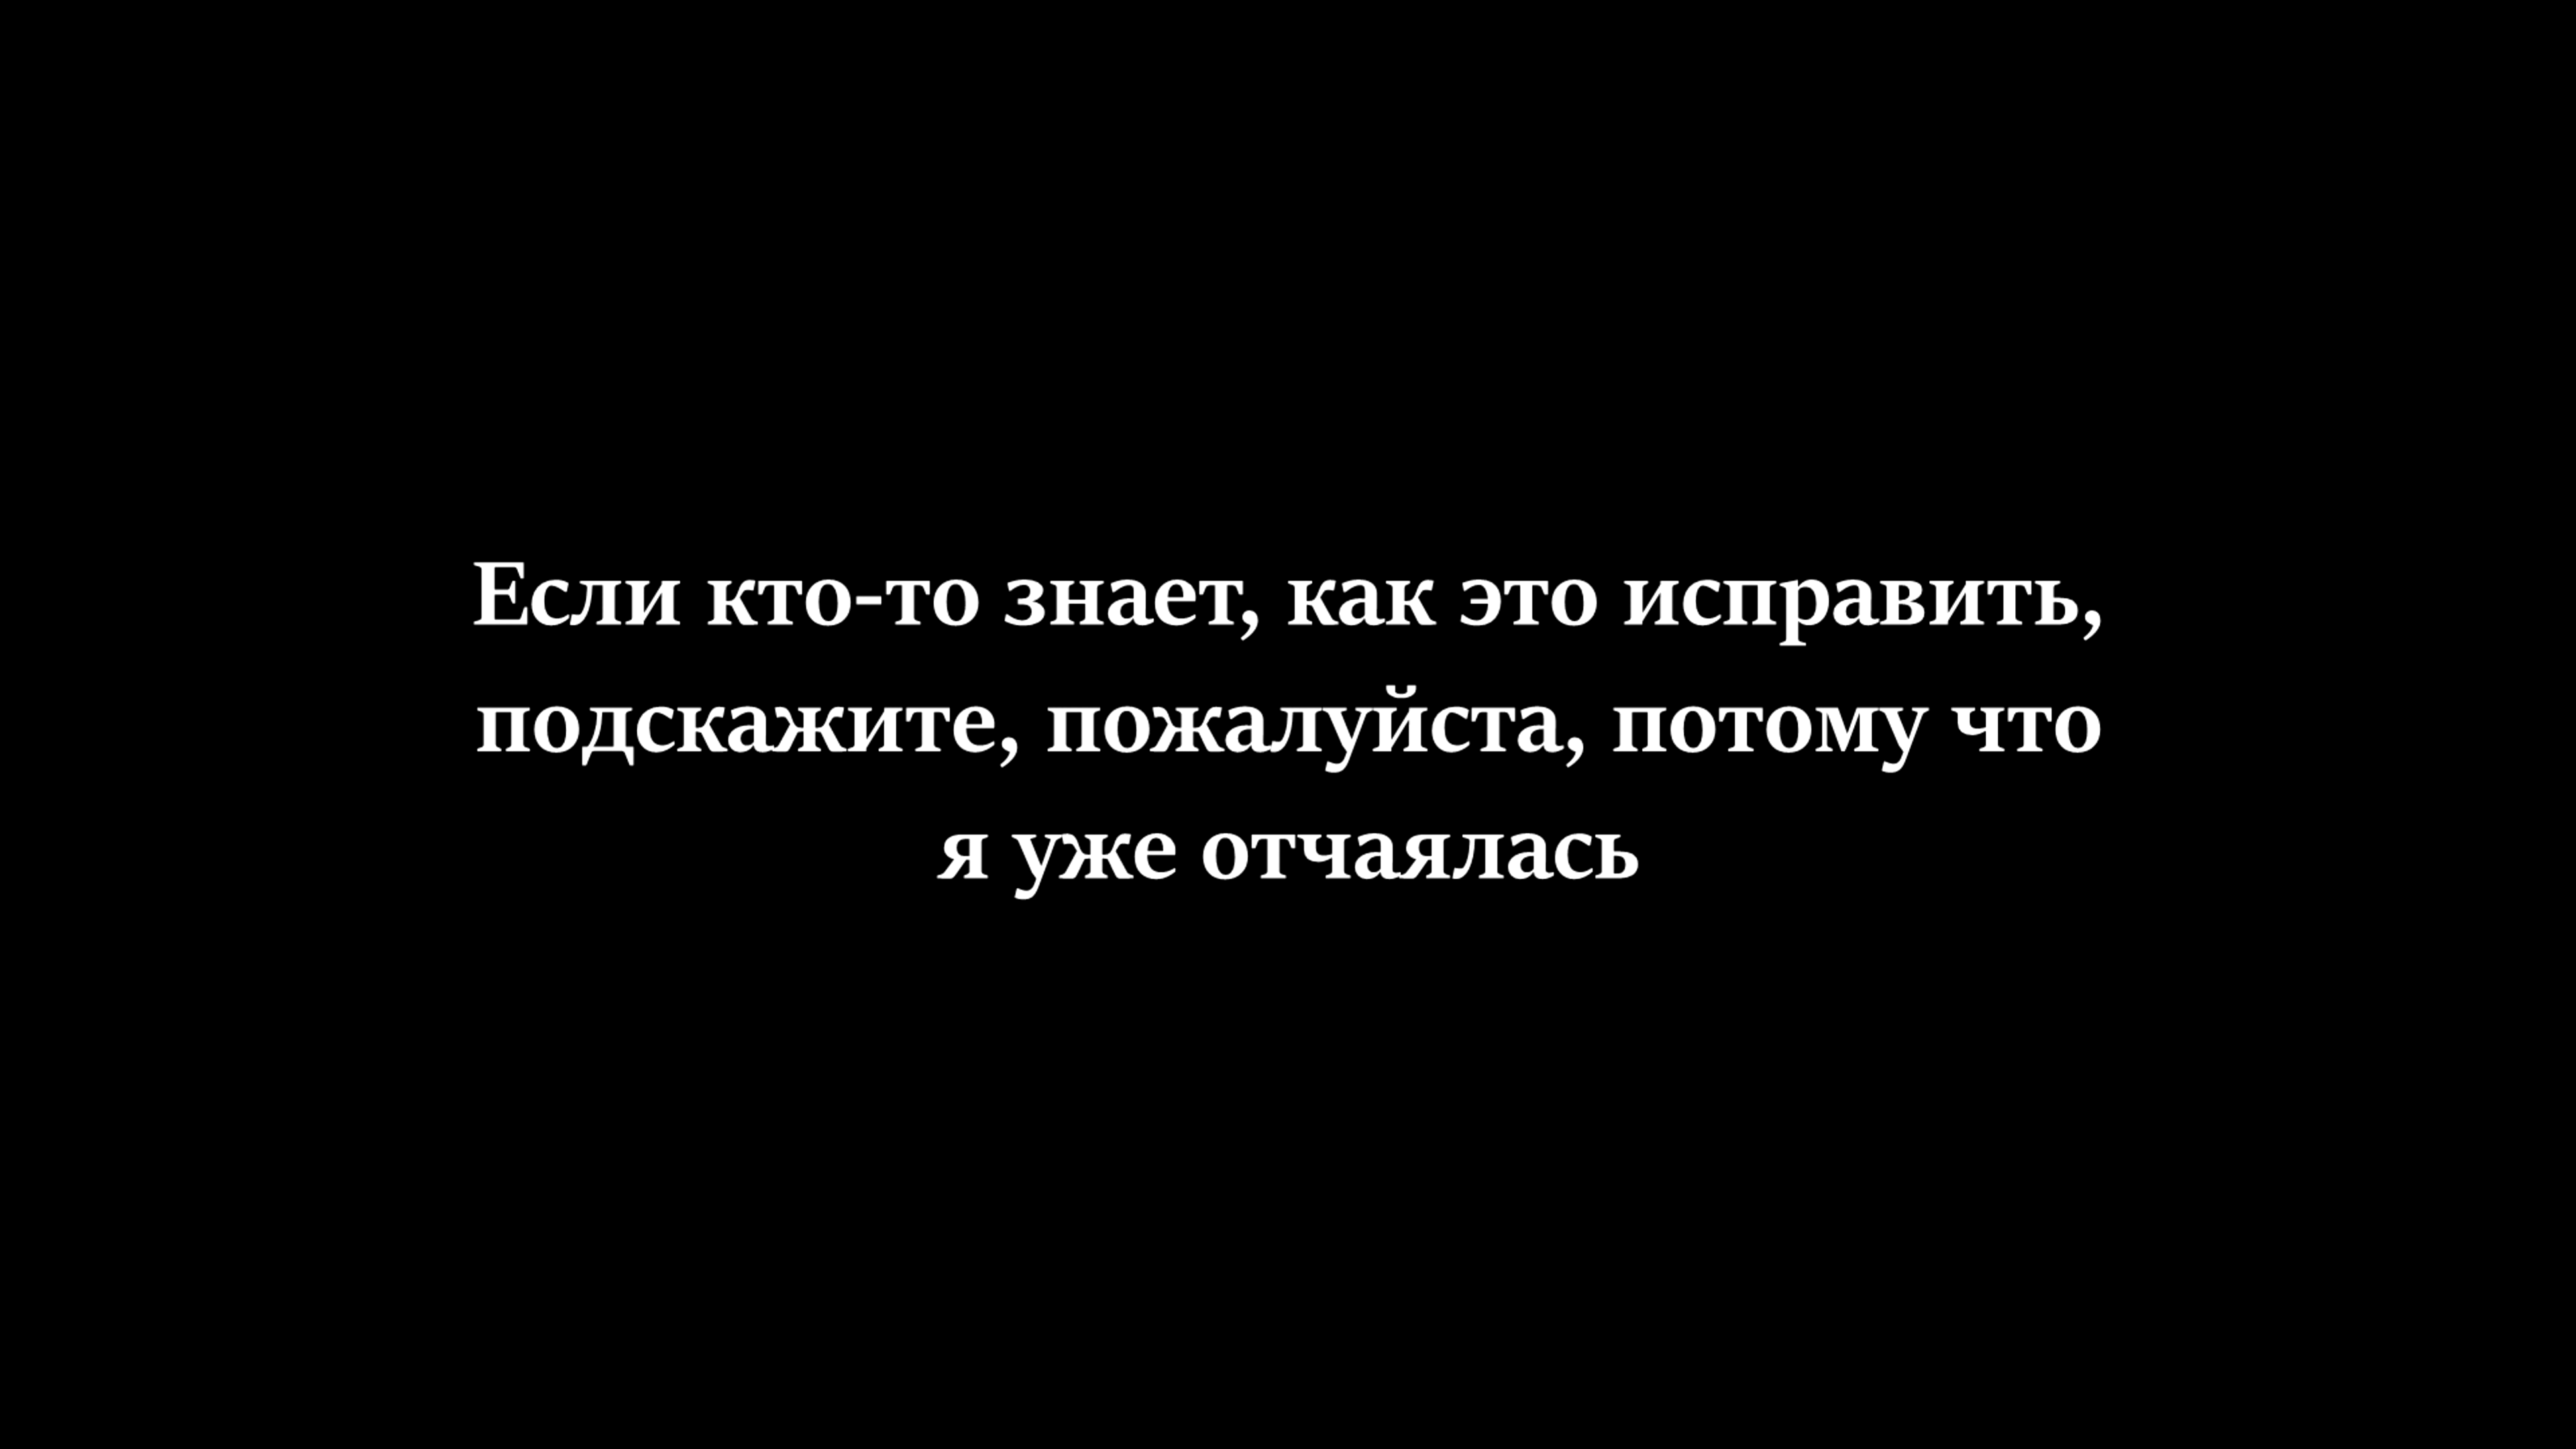 Если кто-то знает, как это исправить,
подскажите, пожалуйста, потому что
я уже отчаялась